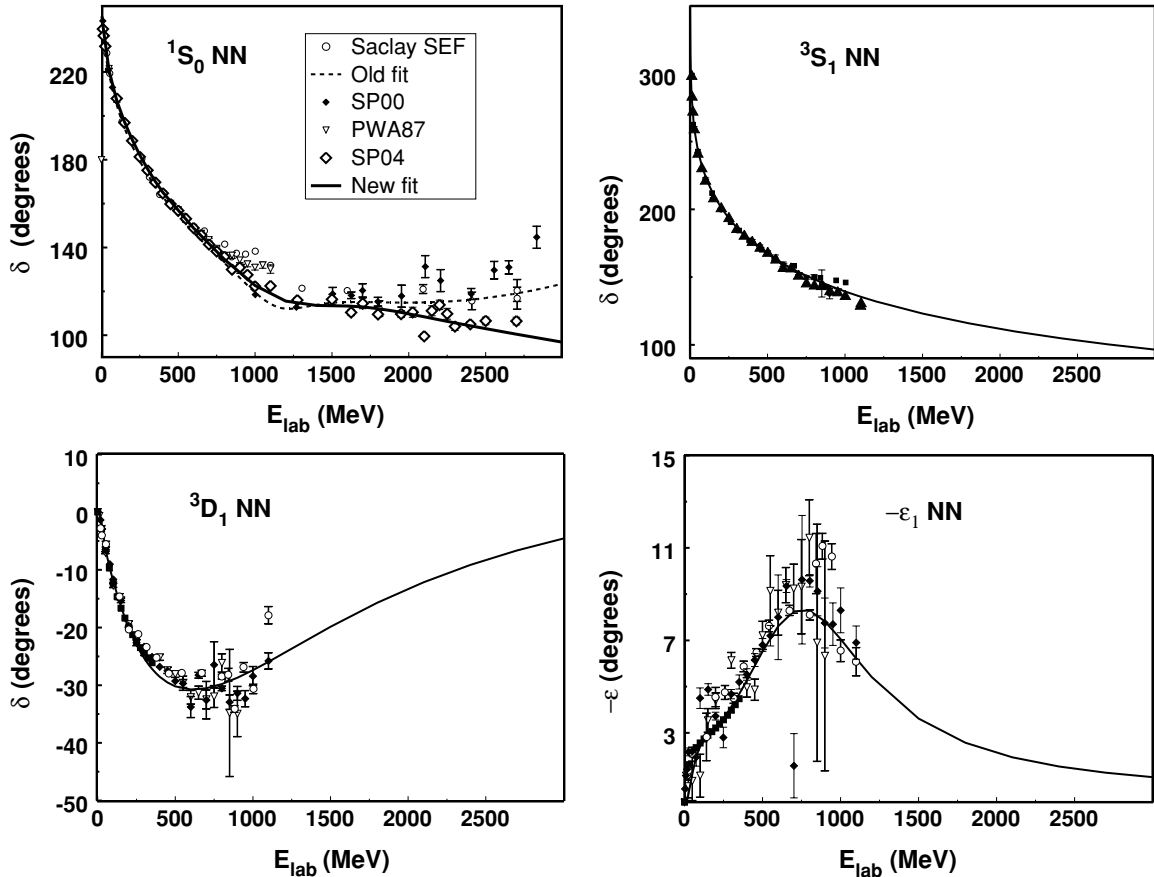 ¹S₀ NN
Saclay SEF
Old fit
SP00
PWA87
SP04
New fit
220
180
140
100
δ (degrees)
0 500 1000 1500 2000 2500
E_lab (MeV)
³S₁ NN
300
200
100
δ (degrees)
0 500 1000 1500 2000 2500
E_lab (MeV)
³D₁ NN
10
0
-10
-20
-30
-40
-50
δ (degrees)
0 500 1000 1500 2000 2500
E_lab (MeV)
−ε₁ NN
15
11
7
3
−ε (degrees)
0 500 1000 1500 2000 2500
E_lab (MeV)